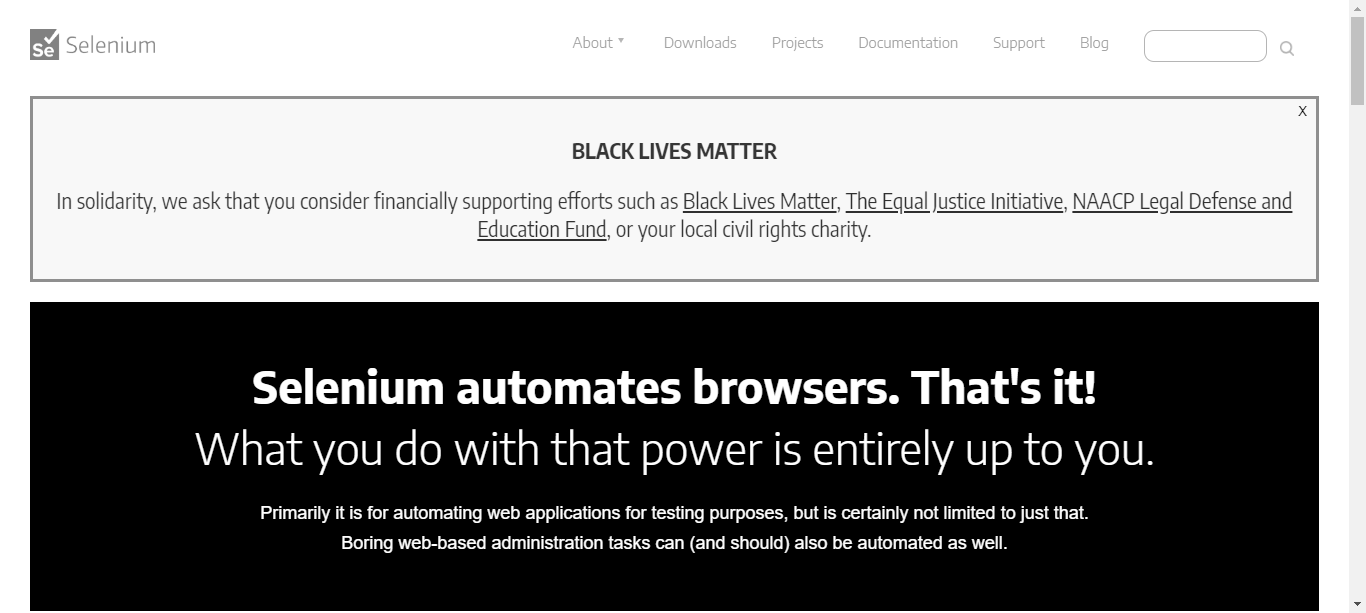 Se Selenium
About Downloads Projects Documentation Support Blog
X
BLACK LIVES MATTER
In solidarity, we ask that you consider financially supporting efforts such as Black Lives Matter, The Equal Justice Initiative, NAACP Legal Defense and
Education Fund, or your local civil rights charity.
Selenium automates browsers. That's it!
What you do with that power is entirely up to you.
Primarily it is for automating web applications for testing purposes, but is certainly not limited to just that.
Boring web-based administration tasks can (and should) also be automated as well.